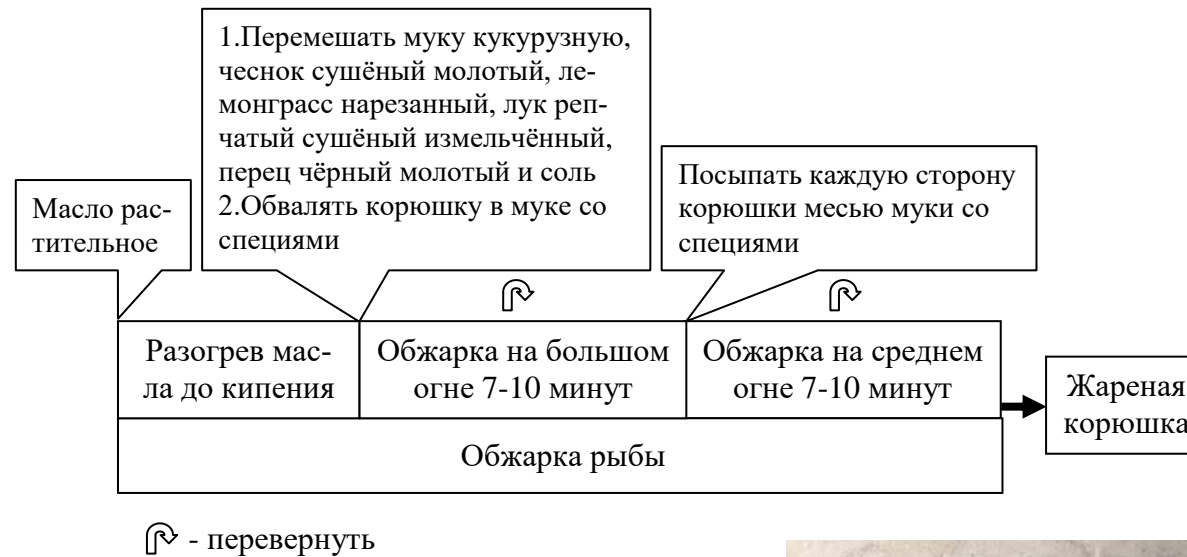 1.Перемешать муку кукурузную,
чеснок сушёный молотый, ле-
монграсс нарезанный, лук реп-
чатый сушёный измельчённый,
перец чёрный молотый и соль
2.Обвалять корюшку в муке со
специями
Масло рас-
тительное
Посыпать каждую сторону
корюшки месью муки со
специями
Разогрев мас-
ла до кипения
Обжарка на большом
огне 7-10 минут
Обжарка на среднем
огне 7-10 минут
Жареная
корюшка
Обжарка рыбы
- перевернуть